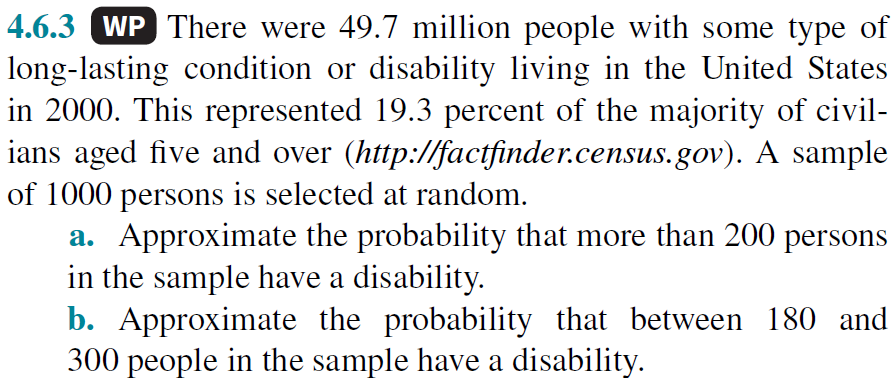 4.6.3 WP There were 49.7 million people with some type of
long-lasting condition or disability living in the United States
in 2000. This represented 19.3 percent of the majority of civil-
ians aged five and over (http://factfinder.census.gov). A sample
of 1000 persons is selected at random.
a. Approximate the probability that more than 200 persons
in the sample have a disability.
b. Approximate the probability that between 180 and
300 people in the sample have a disability.